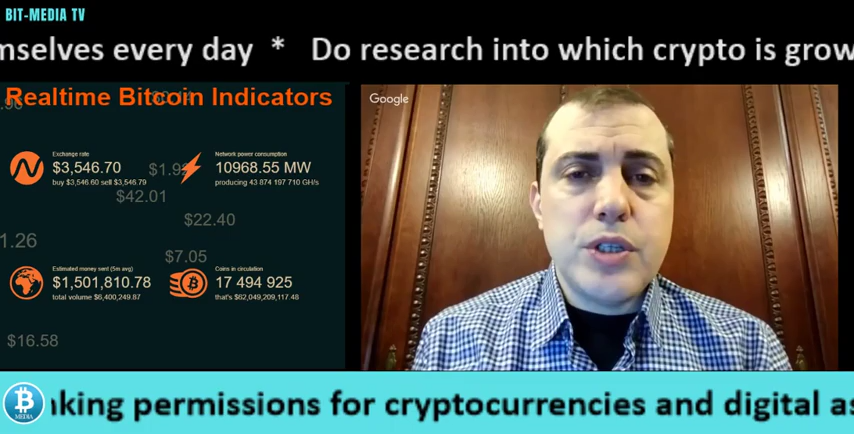 BIT-MEDIA TV
mselves every day * Do research into which crypto is grow
Realtime Bitcoin Indicators
Exchange rate
$3,546.70
buy $3,546.60 sell $3,546.79
Network power consumption
10968.55 MW
producing 43 874 197 710 GH/s
$1.9
$42.01
$22.40
1.26
$7.05
Estimated money sent (5m avg)
$1,501,810.78
total volume $6,400,249.87
Coins in circulation
17 494 925
that's $62,049,209,117.48
$16.58
Google
MEDIA
king permissions for cryptocurrencies and digital as